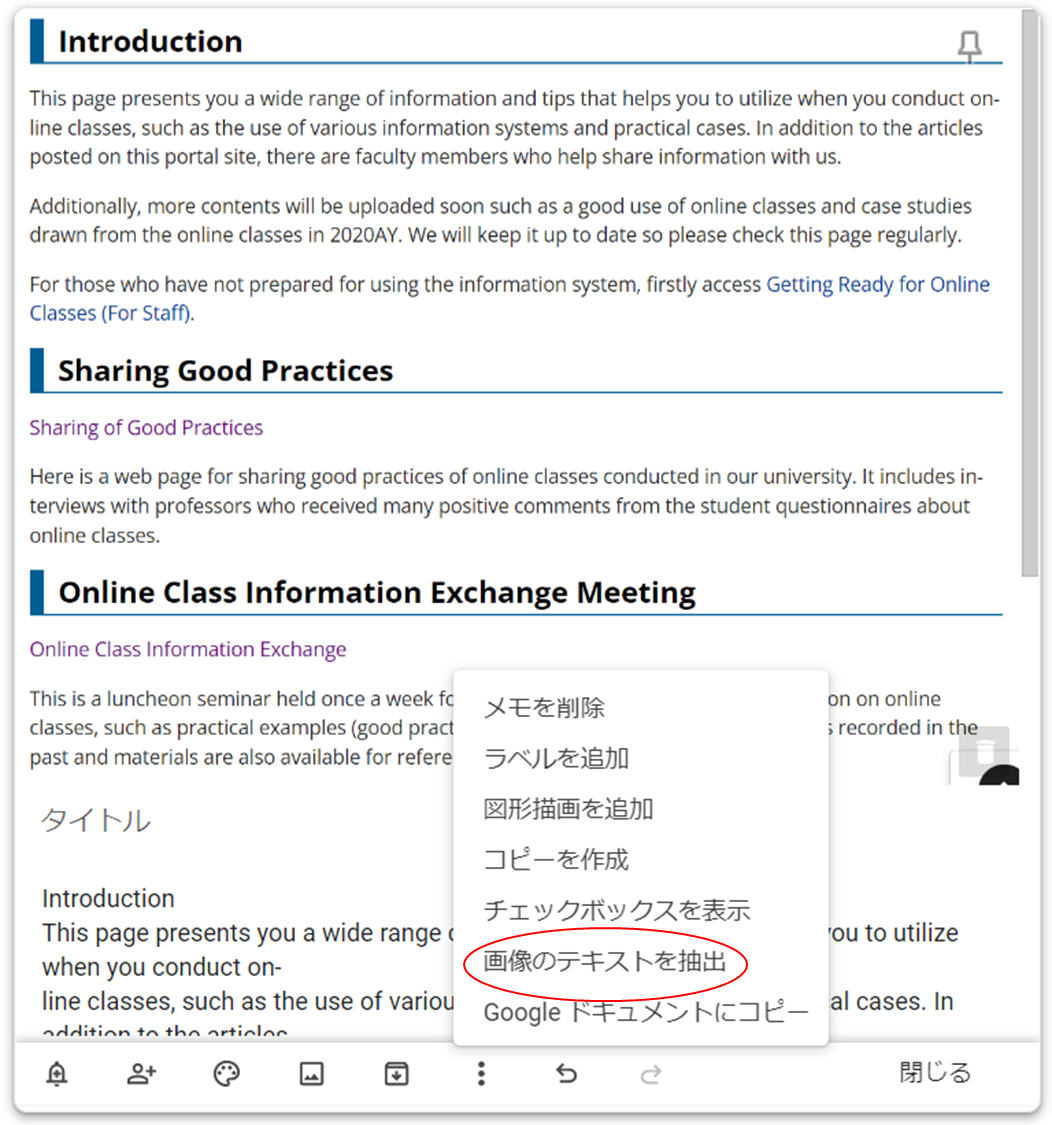 Introduction
This page presents you a wide range of information and tips that helps you to utilize when you conduct on-
line classes, such as the use of various information systems and practical cases. In addition to the articles
posted on this portal site, there are faculty members who help share information with us.
Additionally, more contents will be uploaded soon such as a good use of online classes and case studies
drawn from the online classes in 2020AY. We will keep it up to date so please check this page regularly.
For those who have not prepared for using the information system, firstly access Getting Ready for Online
Classes (For Staff).
Sharing Good Practices
Sharing of Good Practices
Here is a web page for sharing good practices of online classes conducted in our university. It includes in-
terviews with professors who received many positive comments from the student questionnaires about
online classes.
Online Class Information Exchange Meeting
Online Class Information Exchange
This is a luncheon seminar held once a week on on online
classes, such as practical examples (good recorded in the
past and materials are also available for
タイトル
Introduction
This page presents you a wide range you to utilize
when you conduct on-
line classes, such as the use of cases. In
addition to the articles
メモを削除
ラベルを追加
図形描画を追加
コピーを作成
チェックボックスを表示
画像のテキストを抽出
Google ドキュメントにコピー
閉じる